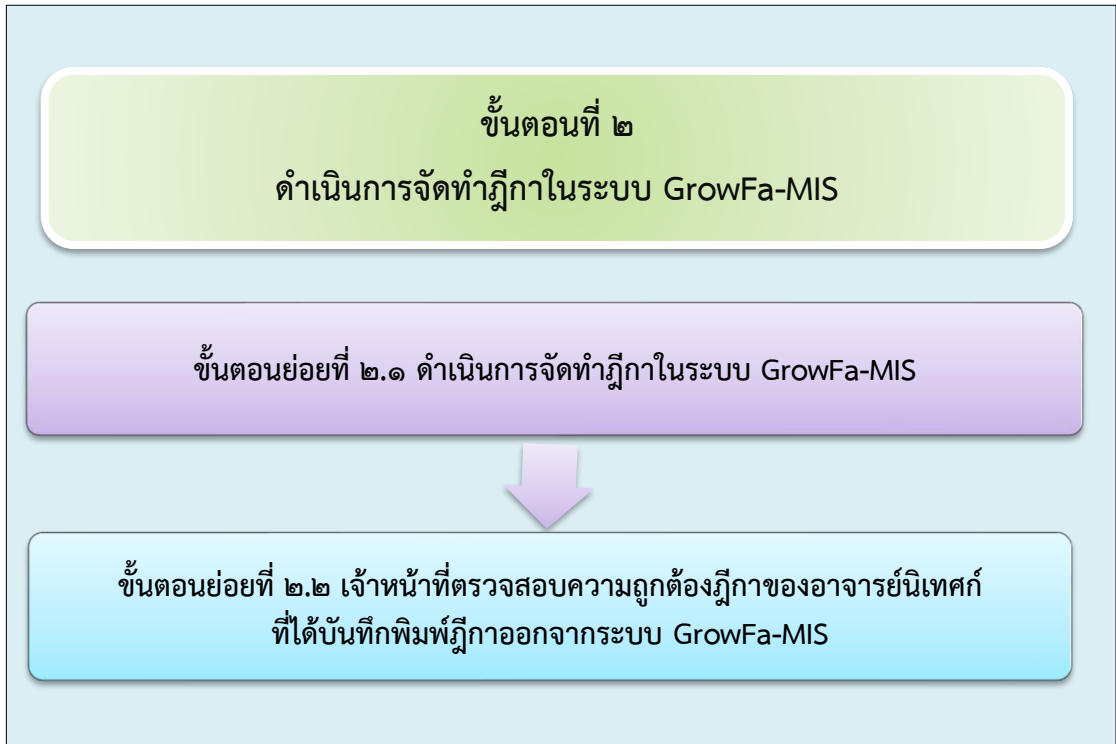 ขั้นตอนที่ ๒
ดำเนินการจัดทำฎีกาในระบบ GrowFa-MIS
ขั้นตอนย่อยที่ ๒.๑ ดำเนินการจัดทำฎีกาในระบบ GrowFa-MIS
ขั้นตอนย่อยที่ ๒.๒ เจ้าหน้าที่ตรวจสอบความถูกต้องฎีกาของอาจารย์นิเทศก์
ที่ได้บันทึกพิมพ์ฎีกาออกจากระบบ GrowFa-MIS